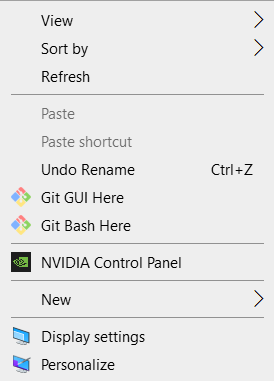 View
Sort by
Refresh
Paste
Paste shortcut
Undo Rename Ctrl+Z
Git GUI Here
Git Bash Here
NVIDIA Control Panel
New
Display settings
Personalize